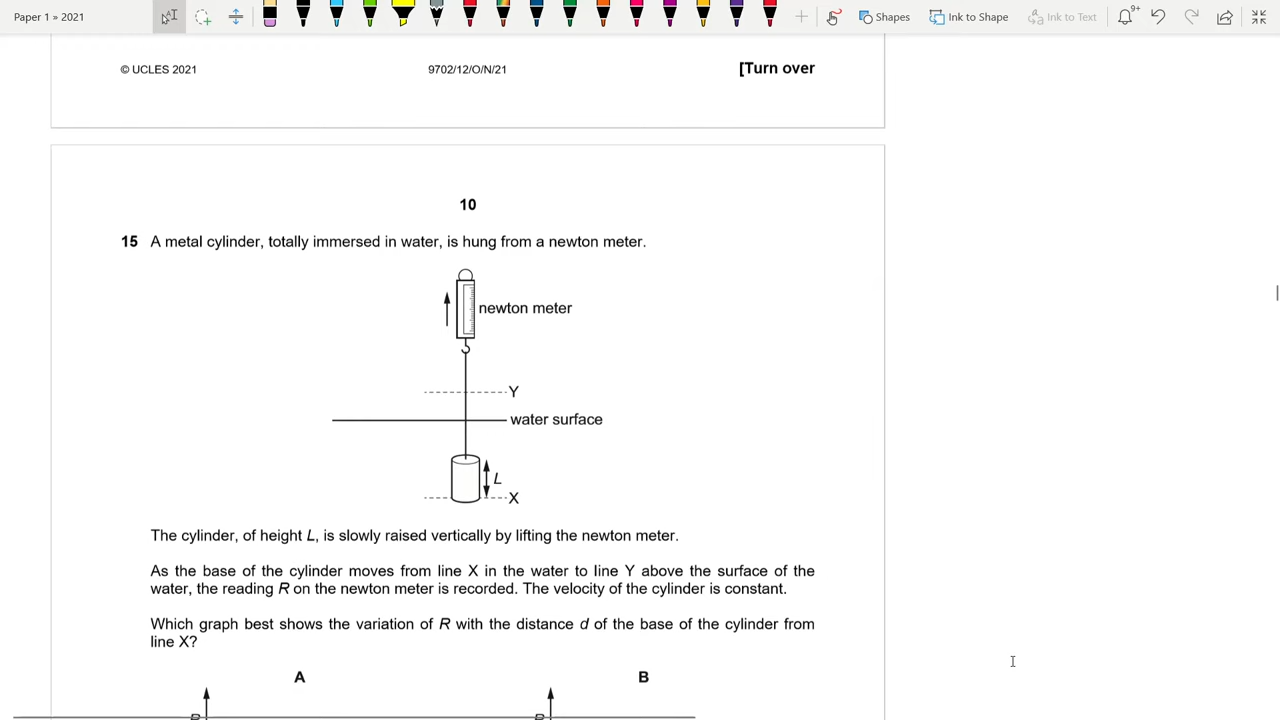 Paper 1 » 2021
Shapes
Ink to Shape
Ink to Text
9+
© UCLES 2021
9702/12/O/N/21
[Turn over
10
15 A metal cylinder, totally immersed in water, is hung from a newton meter.
newton meter
Y
water surface
L
X
The cylinder, of height L, is slowly raised vertically by lifting the newton meter.
As the base of the cylinder moves from line X in the water to line Y above the surface of the
water, the reading R on the newton meter is recorded. The velocity of the cylinder is constant.
Which graph best shows the variation of R with the distance d of the base of the cylinder from
line X?
A
B